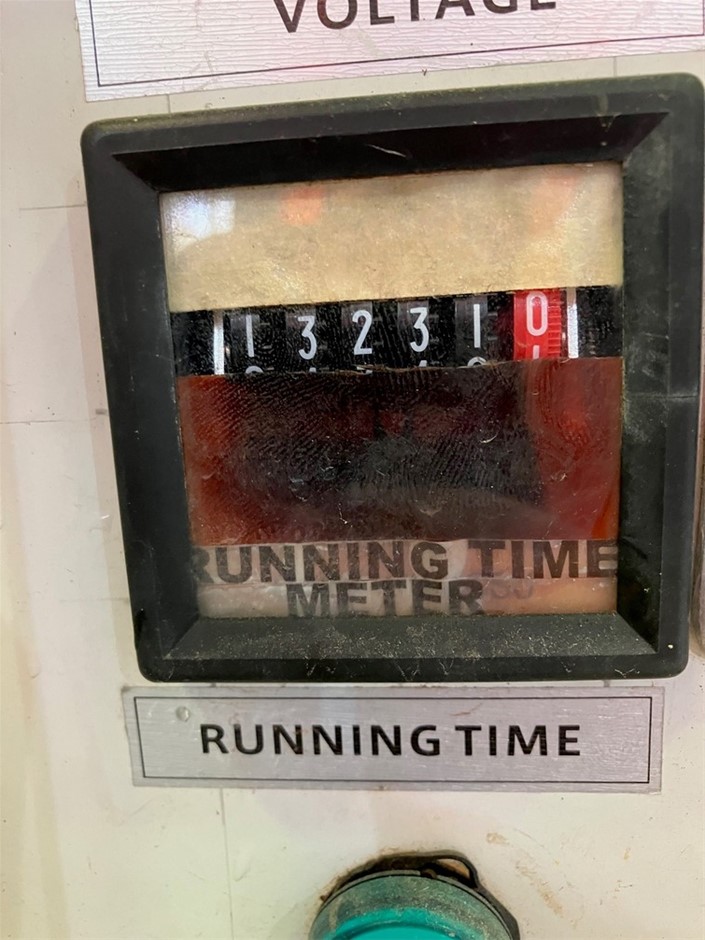 VOLTAGE
132310
RUNNING TIME
METER
RUNNING TIME